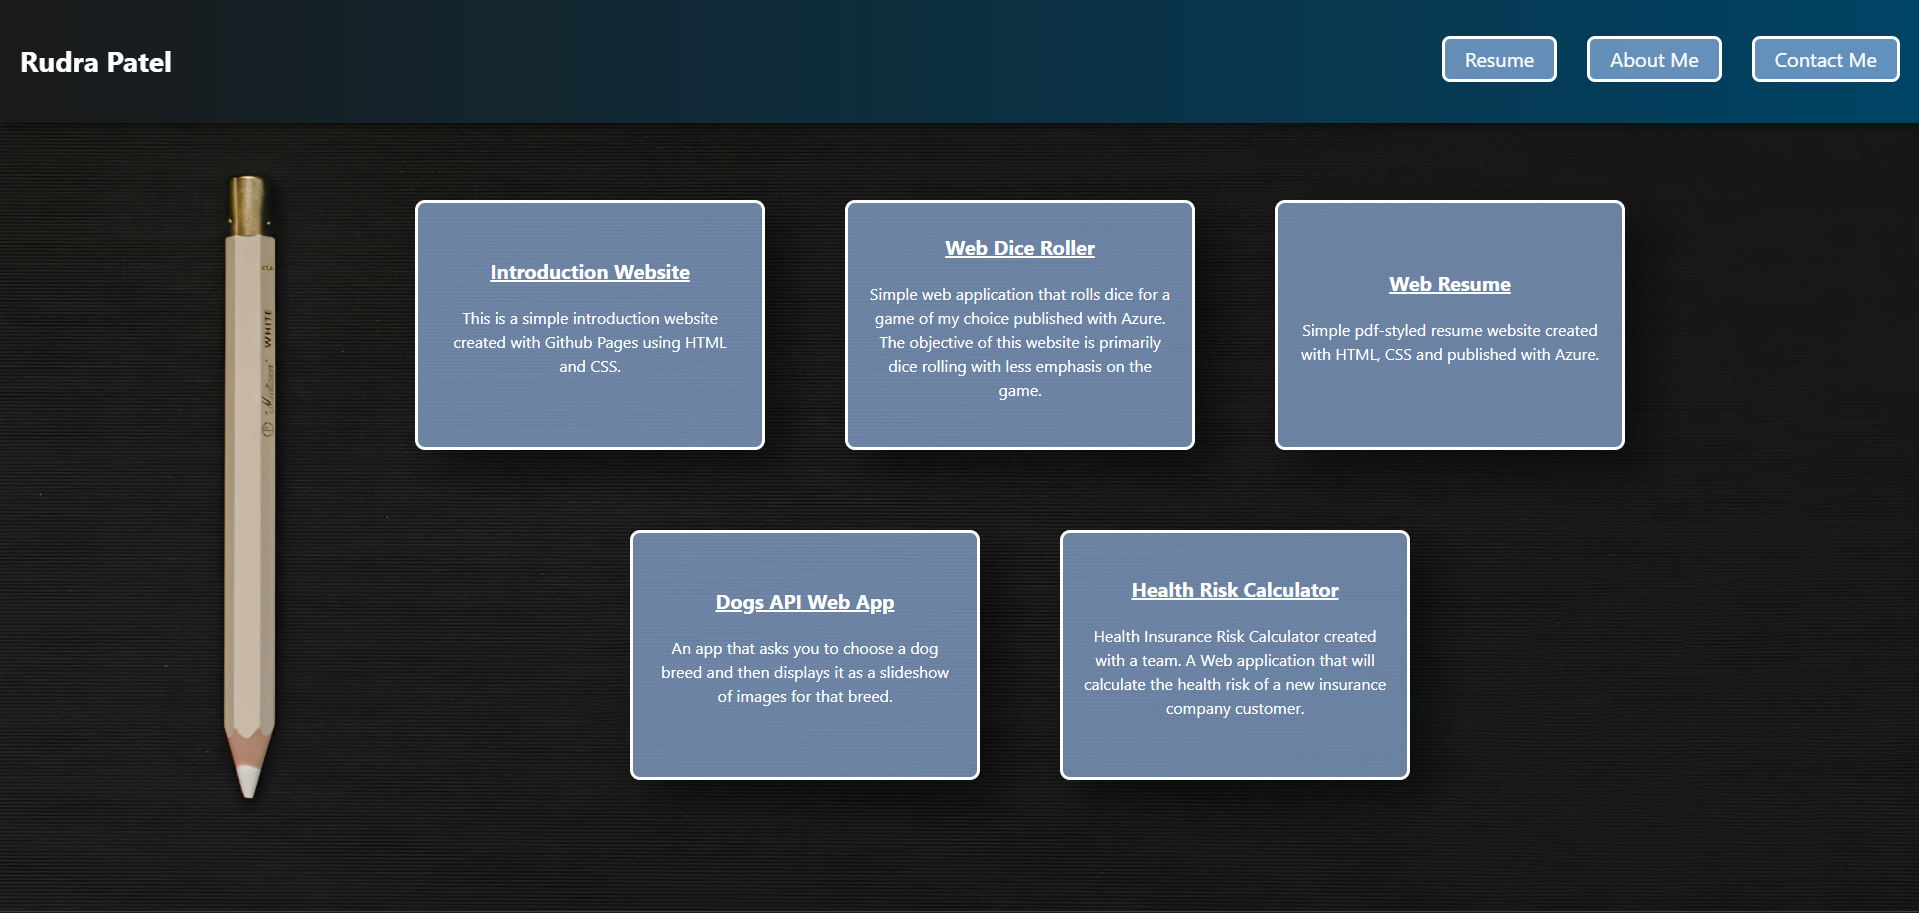 Rudra Patel
Resume
About Me
Contact Me
Introduction Website
This is a simple introduction website
created with Github Pages using HTML
and CSS.
Web Dice Roller
Simple web application that rolls dice for a
game of my choice published with Azure.
The objective of this website is primarily
dice rolling with less emphasis on the
game.
Web Resume
Simple pdf-styled resume website created
with HTML, CSS and published with Azure.
Dogs API Web App
An app that asks you to choose a dog
breed and then displays it as a slideshow
of images for that breed.
Health Risk Calculator
Health Insurance Risk Calculator created
with a team. A Web application that will
calculate the health risk of a new insurance
company customer.
WHITE